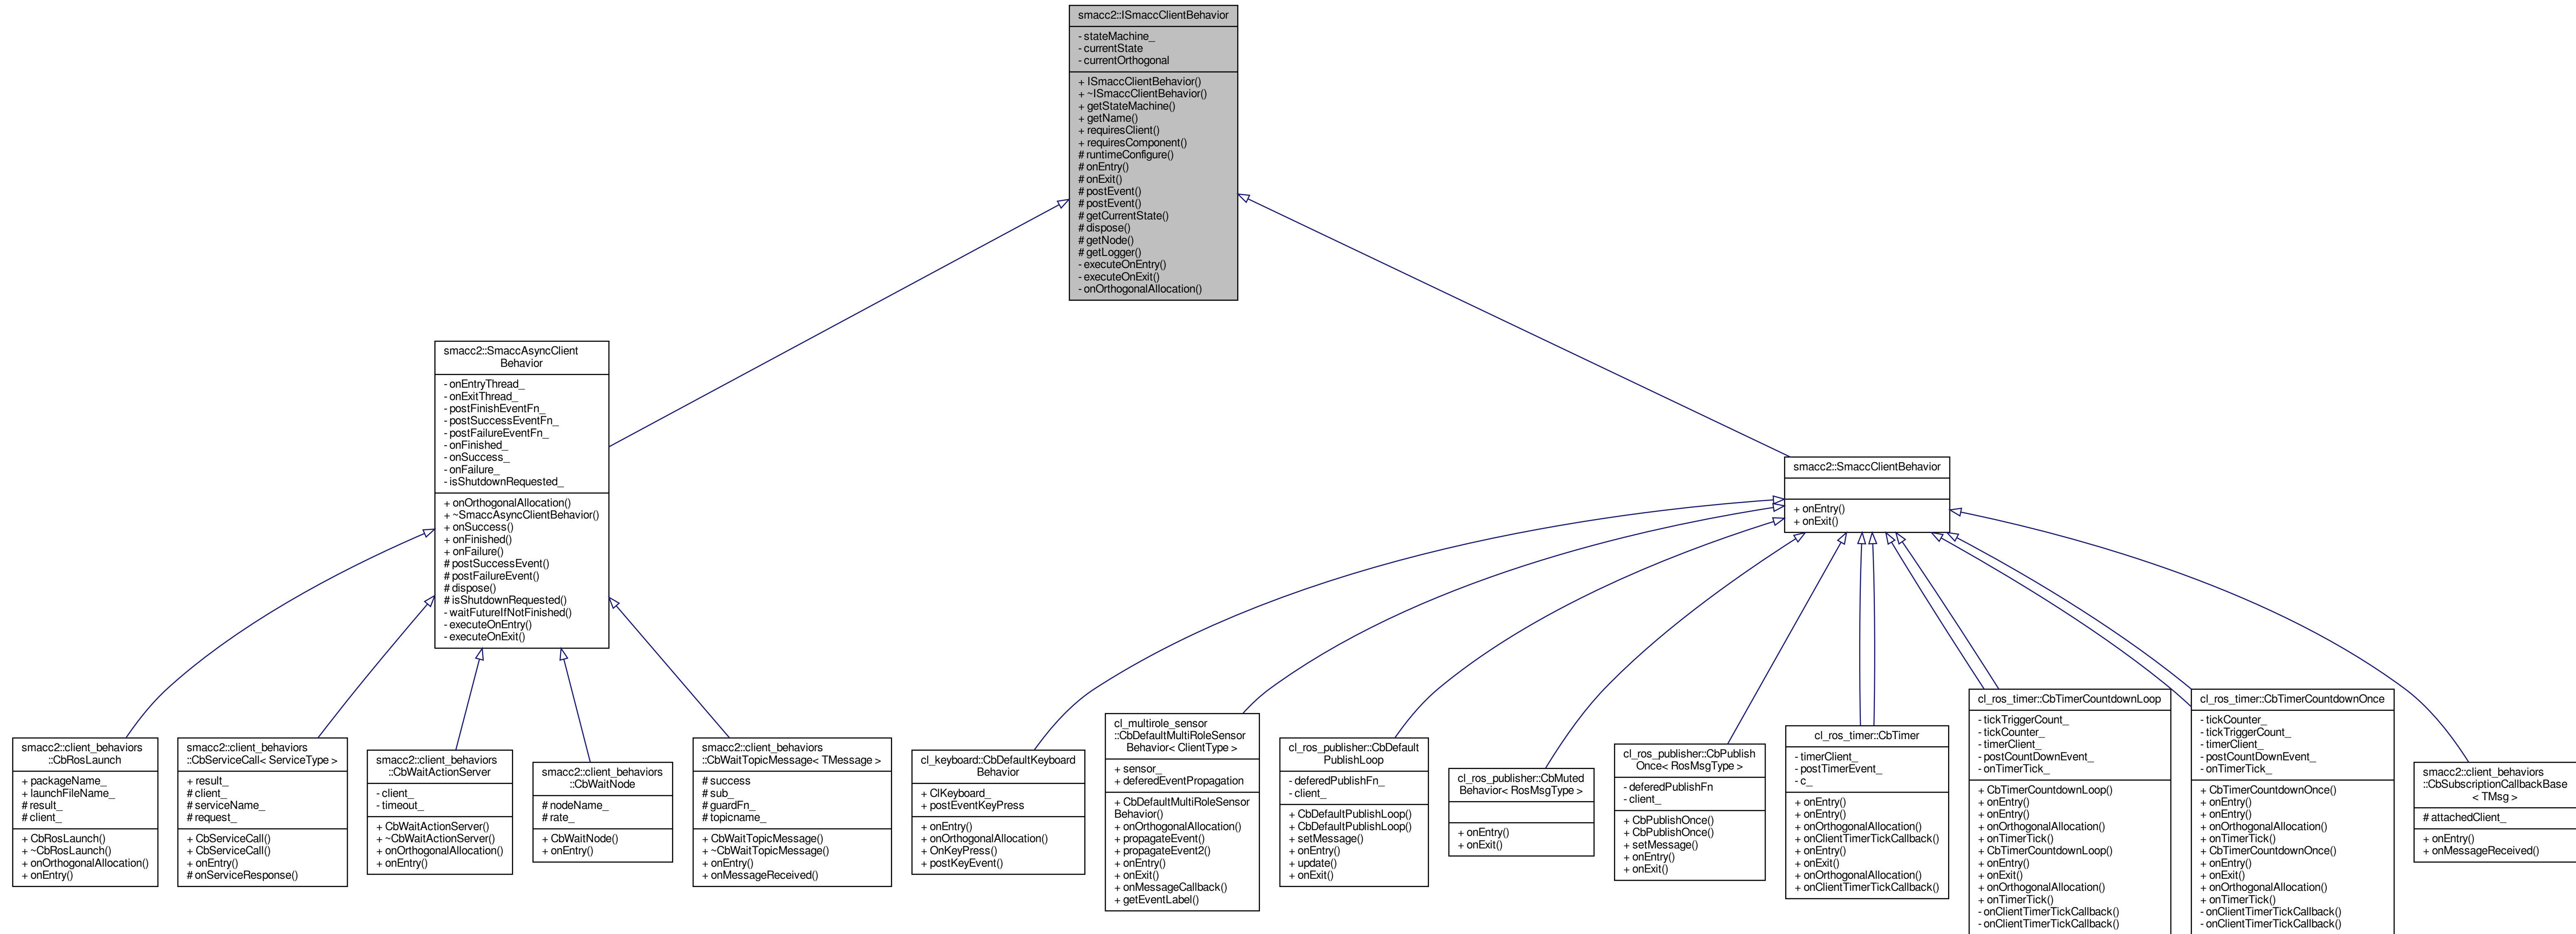 smacc2::ISmaccClientBehavior
- stateMachine_
- currentState
- currentOrthogonal
+ ISmaccClientBehavior()
+ ~ISmaccClientBehavior()
+ getStateMachine()
+ getName()
+ requiresClient()
+ requiresComponent()
# runtimeConfigure()
# onEntry()
# onExit()
# postEvent()
# postEvent()
# getCurrentState()
# dispose()
# getNode()
# getLogger()
- executeOnEntry()
- executeOnExit()
- onOrthogonalAllocation()
smacc2::SmaccAsyncClient
Behavior
- onEntryThread_
- onExitThread_
- postFinishEventFn_
- postSuccessEventFn_
- postFailureEventFn_
- onFinished_
- onSuccess_
- onFailure_
- isShutdownRequested_
+ onOrthogonalAllocation()
+ ~SmaccAsyncClientBehavior()
+ onSuccess()
+ onFinished()
+ onFailure()
# postSuccessEvent()
# postFailureEvent()
# dispose()
# isShutdownRequested()
- waitFutureIfNotFinished()
- executeOnEntry()
- executeOnExit()
smacc2::SmaccClientBehavior
+ onEntry()
+ onExit()
smacc2::client_behaviors
::CbRosLaunch
+ packageName_
+ launchFileName_
# result_
# client_
+ CbRosLaunch()
+ ~CbRosLaunch()
+ onOrthogonalAllocation()
+ onEntry()
smacc2::client_behaviors
::CbServiceCall< ServiceType >
+ result_
# client_
# serviceName_
# request_
+ CbServiceCall()
+ CbServiceCall()
+ onEntry()
# onServiceResponse()
smacc2::client_behaviors
::CbWaitActionServer
- client_
- timeout_
+ CbWaitActionServer()
+ ~CbWaitActionServer()
+ onOrthogonalAllocation()
+ onEntry()
smacc2::client_behaviors
::CbWaitNode
# nodeName_
# rate_
+ CbWaitNode()
+ onEntry()
smacc2::client_behaviors
::CbWaitTopicMessage< TMessage >
# success
# sub_
# guardFn_
# topicname_
+ CbWaitTopicMessage()
+ ~CbWaitTopicMessage()
+ onEntry()
+ onMessageReceived()
cl_keyboard::CbDefaultKeyboard
Behavior
+ ClKeyboard_
+ postEventKeyPress
+ onEntry()
+ onOrthogonalAllocation()
+ OnKeyPress()
+ postKeyEvent()
cl_multirole_sensor
::CbDefaultMultiRoleSensor
Behavior< ClientType >
+ sensor_
+ deferedEventPropagation
+ CbDefaultMultiRoleSensor
Behavior()
+ onOrthogonalAllocation()
+ propagateEvent()
+ propagateEvent2()
+ onEntry()
+ onExit()
+ onMessageCallback()
+ getEventLabel()
cl_ros_publisher::CbDefault
PublishLoop
- deferedPublishFn_
- client_
+ CbDefaultPublishLoop()
+ CbDefaultPublishLoop()
+ setMessage()
+ onEntry()
+ update()
+ onExit()
cl_ros_publisher::CbMuted
Behavior< RosMsgType >
+ onEntry()
+ onExit()
cl_ros_publisher::CbPublish
Once< RosMsgType >
- deferedPublishFn
- client_
+ CbPublishOnce()
+ CbPublishOnce()
+ setMessage()
+ onEntry()
+ onExit()
cl_ros_timer::CbTimer
- timerClient_
- postTimerEvent_
- c_
+ onEntry()
+ onEntry()
+ onOrthogonalAllocation()
+ onClientTimerTickCallback()
+ onEntry()
+ onExit()
+ onOrthogonalAllocation()
+ onClientTimerTickCallback()
cl_ros_timer::CbTimerCountdownLoop
- tickTriggerCount_
- tickCounter_
- timerClient_
- postCountDownEvent_
- onTimerTick_
+ CbTimerCountdownLoop()
+ onEntry()
+ onEntry()
+ onOrthogonalAllocation()
+ onTimerTick()
+ CbTimerCountdownLoop()
+ onEntry()
+ onExit()
+ onOrthogonalAllocation()
+ onTimerTick()
- onClientTimerTickCallback()
- onClientTimerTickCallback()
cl_ros_timer::CbTimerCountdownOnce
- tickCounter_
- tickTriggerCount_
- timerClient_
- postCountDownEvent_
- onTimerTick_
+ CbTimerCountdownOnce()
+ onEntry()
+ onEntry()
+ onOrthogonalAllocation()
+ onTimerTick()
+ CbTimerCountdownOnce()
+ onEntry()
+ onExit()
+ onOrthogonalAllocation()
+ onTimerTick()
- onClientTimerTickCallback()
- onClientTimerTickCallback()
smacc2::client_behaviors
::CbSubscriptionCallbackBase
< TMsg >
# attachedClient_
+ onEntry()
+ onMessageReceived()